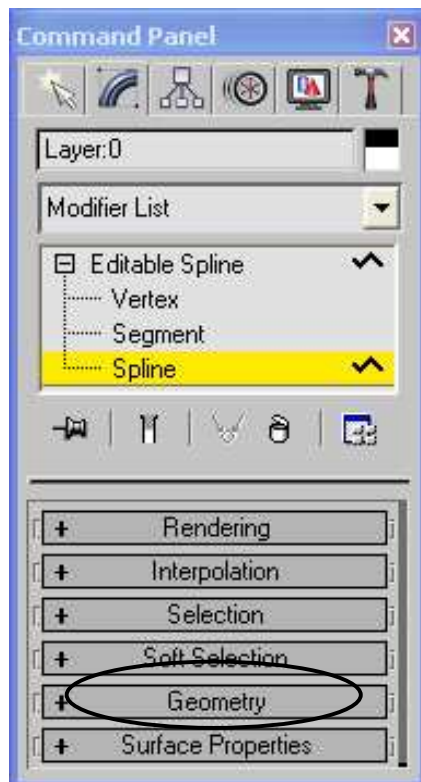 Command Panel
Layer:0
Modifier List
Editable Spline
Vertex
Segment
Spline
+ Rendering
+ Interpolation
+ Selection
+ Soft Selection
+ Geometry
+ Surface Properties